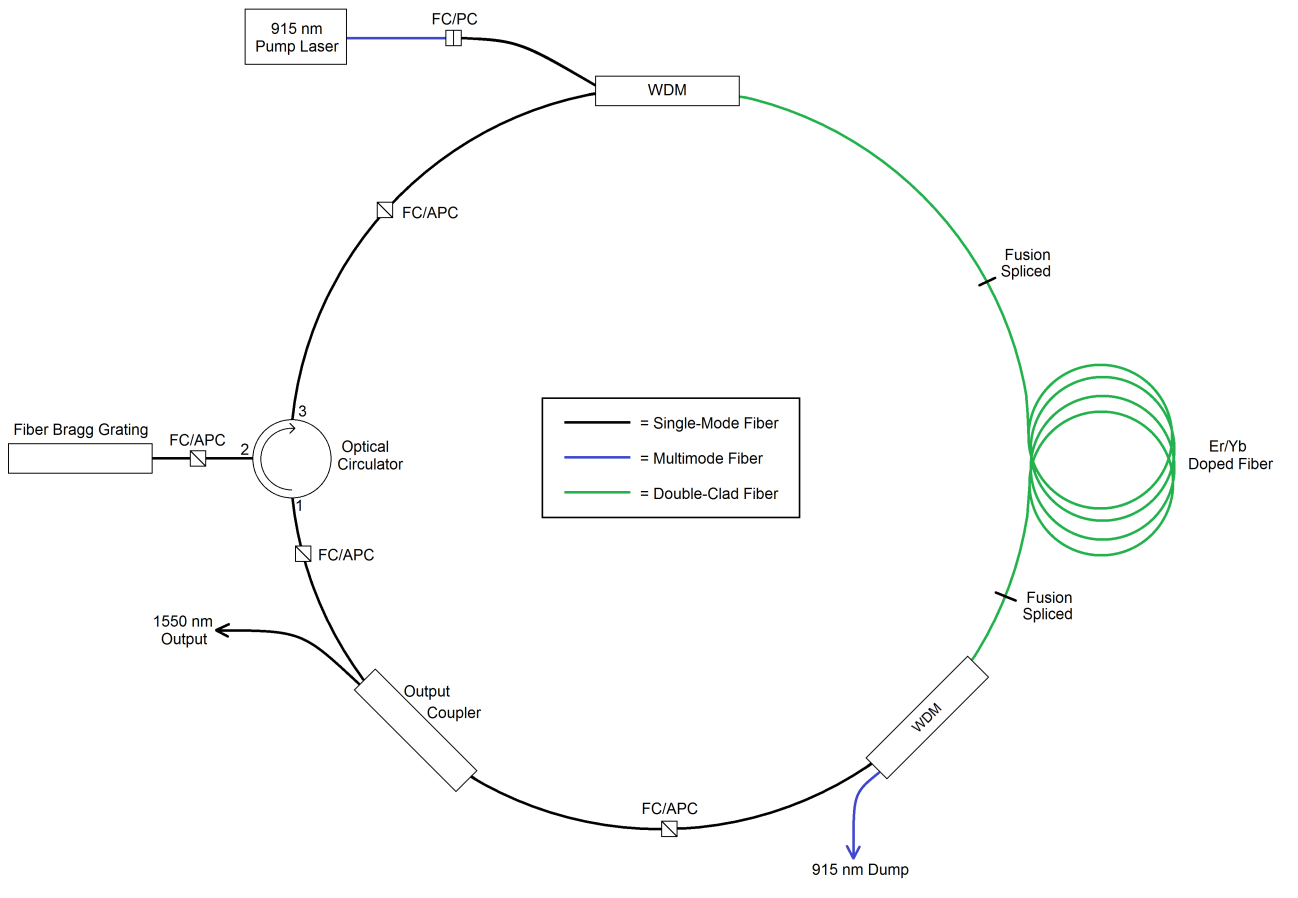 915 nm
Pump Laser
FC/PC
WDM
FC/APC
Fusion
Spliced
Fiber Bragg Grating
FC/APC
2
3
1
Optical
Circulator
= Single-Mode Fiber
= Multimode Fiber
= Double-Clad Fiber
Er/Yb
Doped Fiber
FC/APC
Fusion
Spliced
1550 nm
Output
Output
Coupler
WDM
FC/APC
915 nm Dump